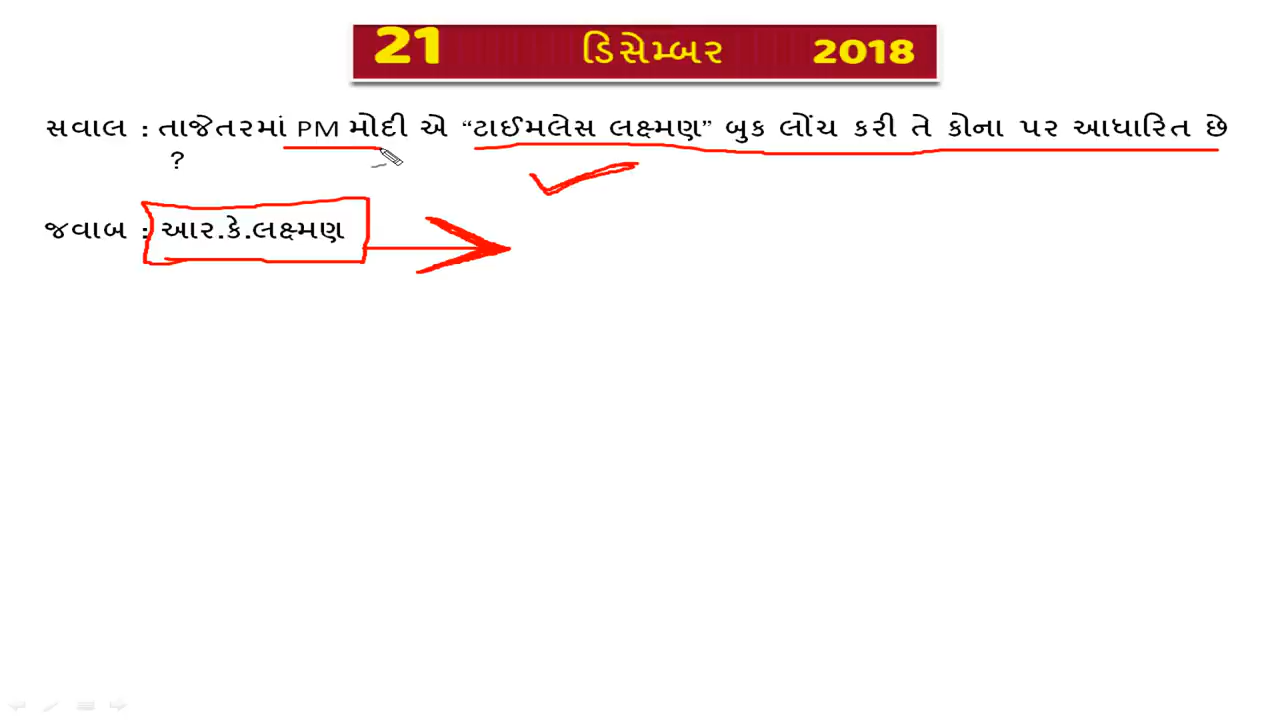 21 ડિસેમ્બર 2018
સવાલ : તાજેતરમાં PM મોદી એ “ટાઈમલેસ લક્ષ્મણ” બુક લોંચ કરી તે કોના પર આધારિત છે
?
જવાબ : આર.કે.લક્ષ્મણ